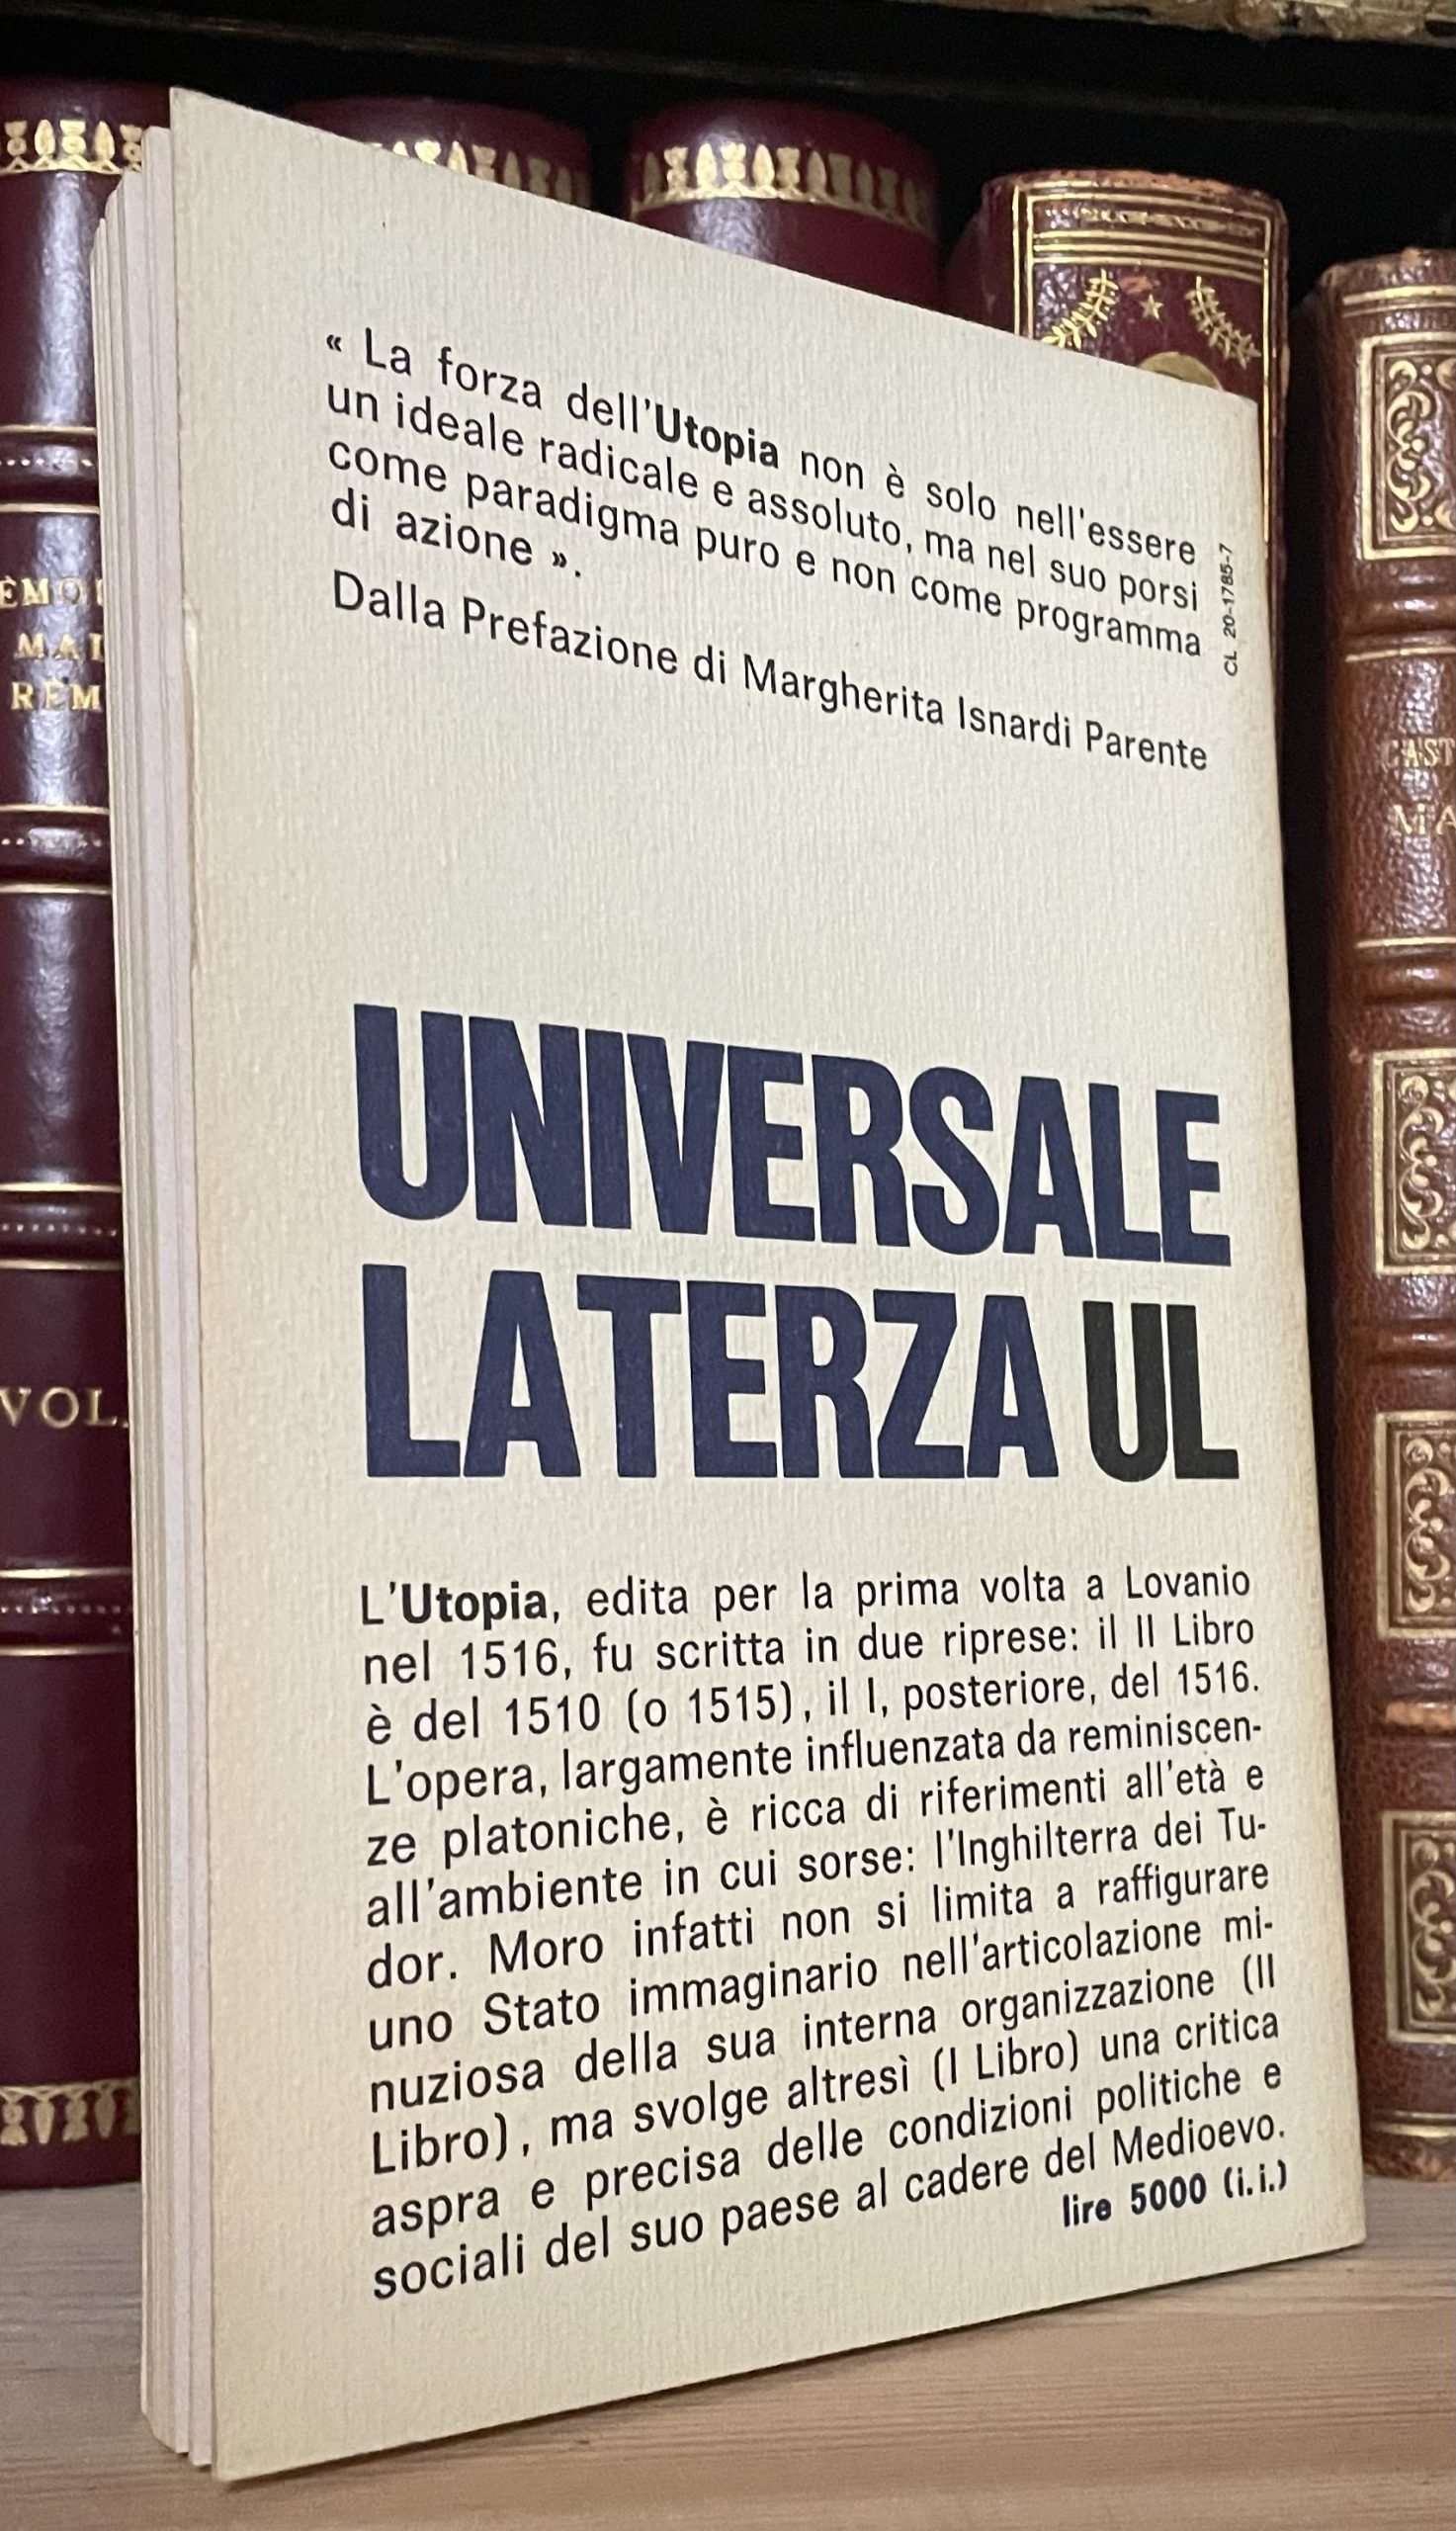 « La forza dell'Utopia non è solo nell'essere
un ideale radicale e assoluto, ma nel suo porsi
come paradigma puro e non come programma
di azione ».
Dalla Prefazione di Margherita Isnardi Parente
CL 20-1785-7
UNIVERSALE
LATERZA UL
L'Utopia, edita per la prima volta a Lovanio
nel 1516, fu scritta in due riprese: il II Libro
è del 1510 (o 1515), il I, posteriore, del 1516.
L'opera, largamente influenzata da reminiscen-
ze platoniche, è ricca di riferimenti all'età e
all'ambiente in cui sorse: l'Inghilterra dei Tu-
dor. Moro infatti non si limita a raffigurare
uno Stato immaginario nell'articolazione mi-
nuziosa della sua interna organizzazione (II
Libro), ma svolge altresì (I Libro) una critica
aspra e precisa delle condizioni politiche e
sociali del suo paese al cadere del Medioevo.
lire 5000 (i.i.)
VOL.